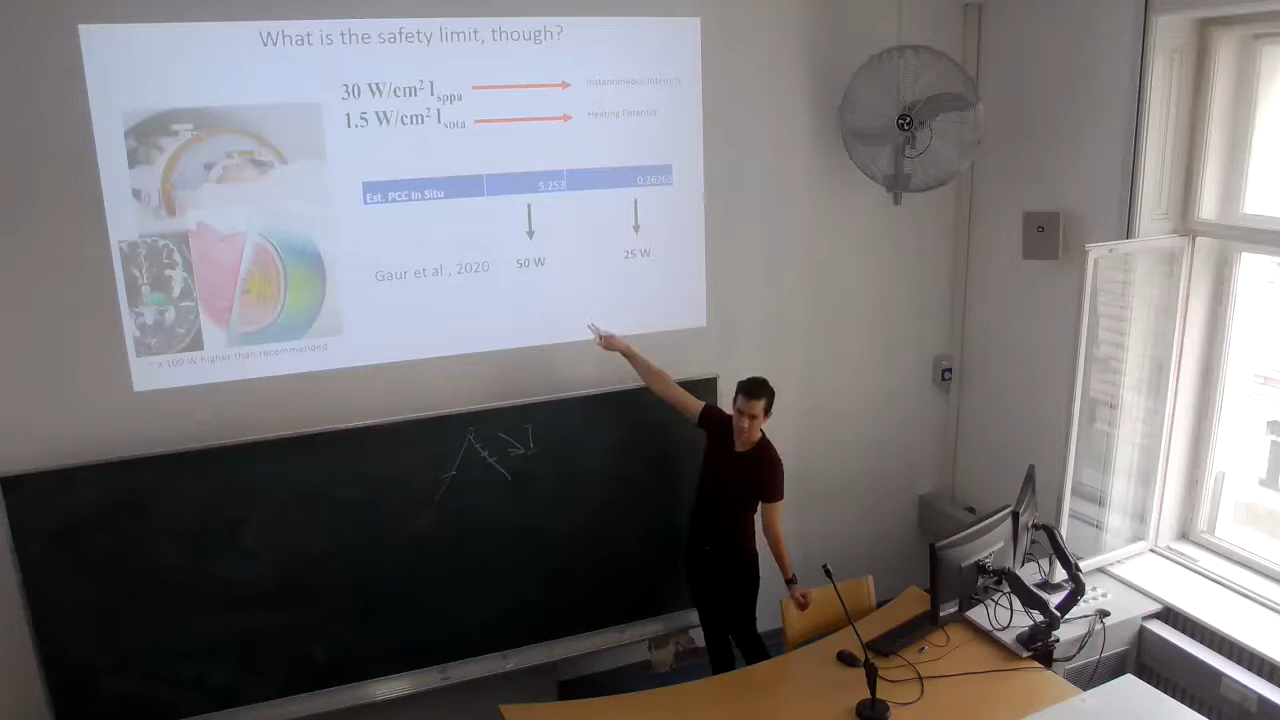 What is the safety limit, though?
30 W/cm² I_sppa
Instantaneous Intensity
1.5 W/cm² I_spta
Heating Potential
Est. PCC In Situ 5.253 0.26265
Gaur et al., 2020 50 W 25 W
x 100 W higher than recommended